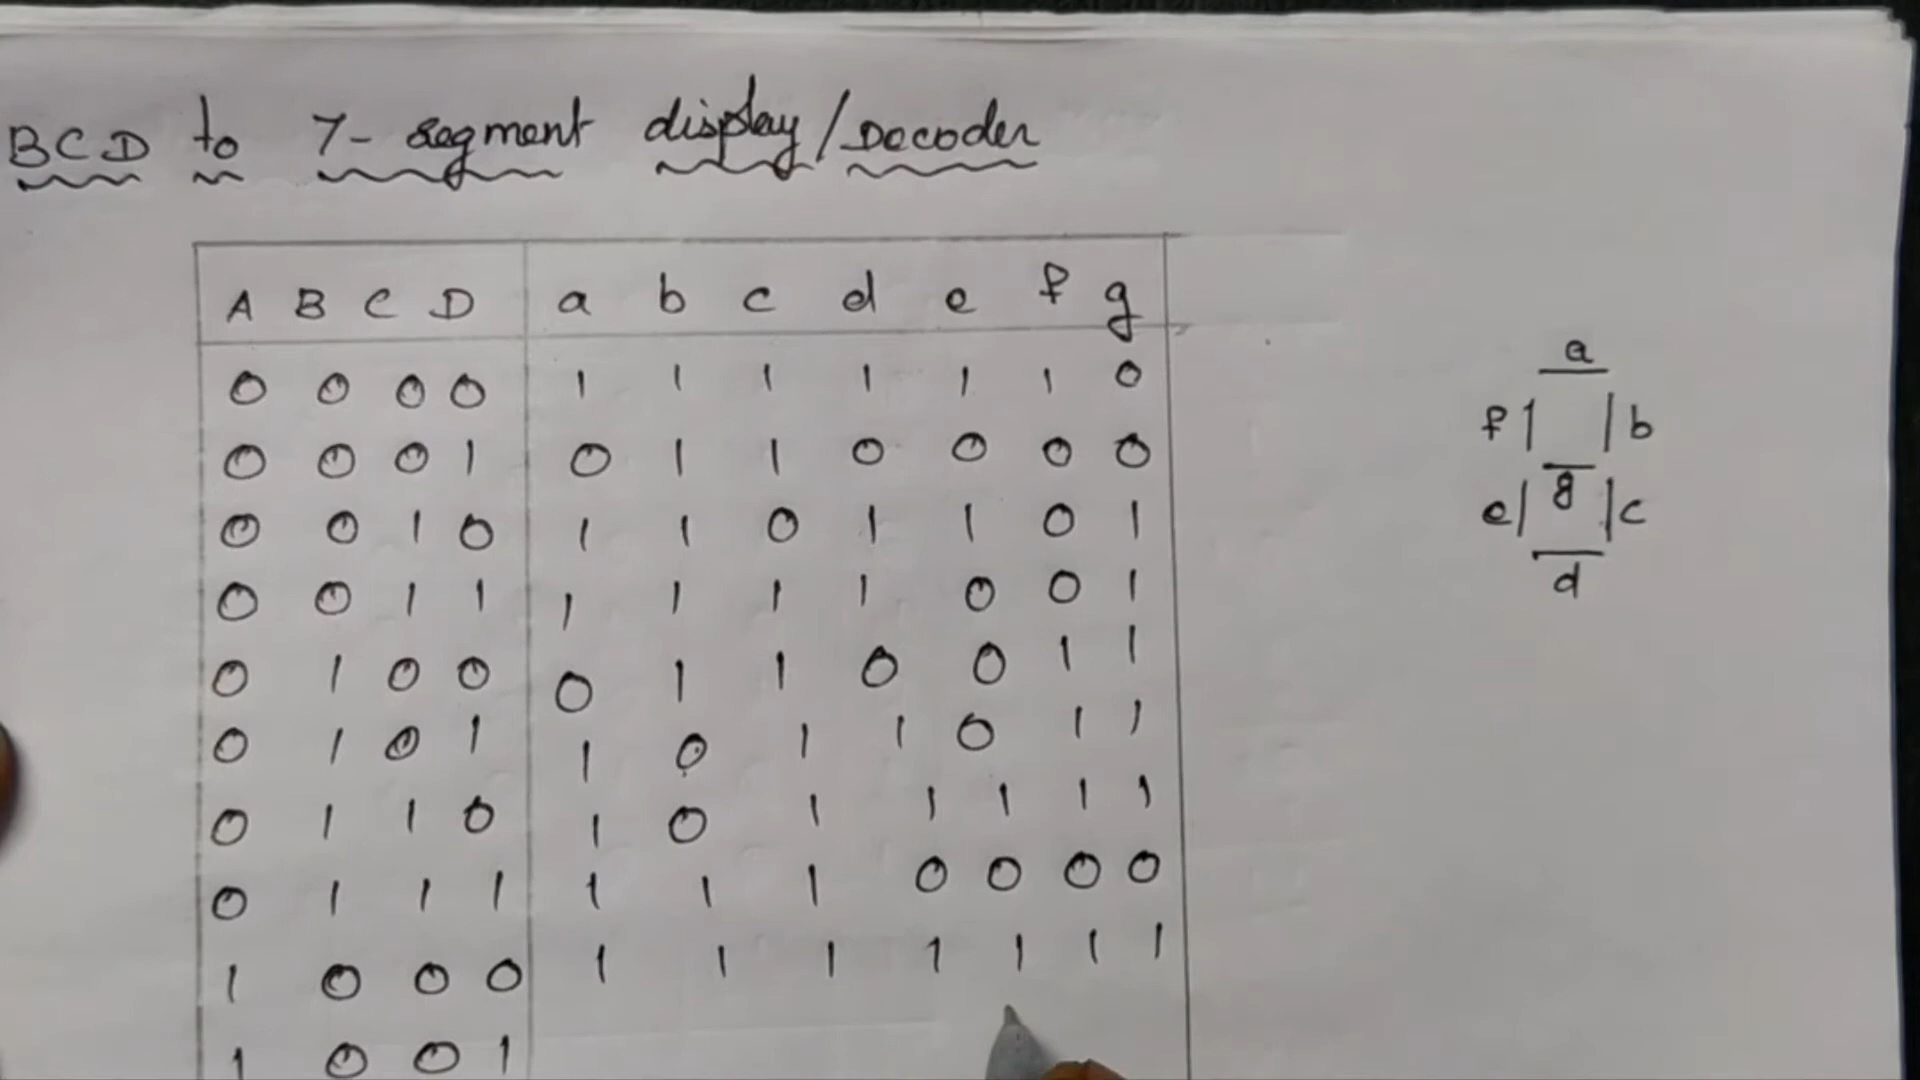 BCD to 7-segment display/Decoder
A B C D a b c d e f g
0 0 0 0 1 1 1 1 1 1 0
0 0 0 1 0 1 1 0 0 0 0
0 0 1 0 1 1 0 1 1 0 1
0 0 1 1 1 1 1 1 0 0 1
0 1 0 0 0 1 1 0 0 1 1
0 1 0 1 1 0 1 1 0 1 1
0 1 1 0 1 0 1 1 1 1 1
0 1 1 1 1 1 1 0 0 0 0
1 0 0 0 1 1 1 1 1 1 1
1 0 0 1
a
f b
g
e c
d